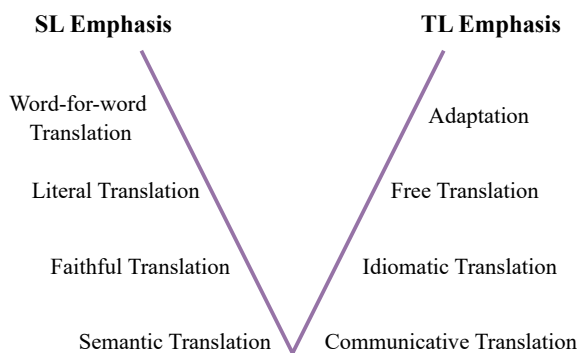 SL Emphasis
TL Emphasis
Word-for-word
Translation
Adaptation
Literal Translation
Free Translation
Faithful Translation
Idiomatic Translation
Semantic Translation
Communicative Translation